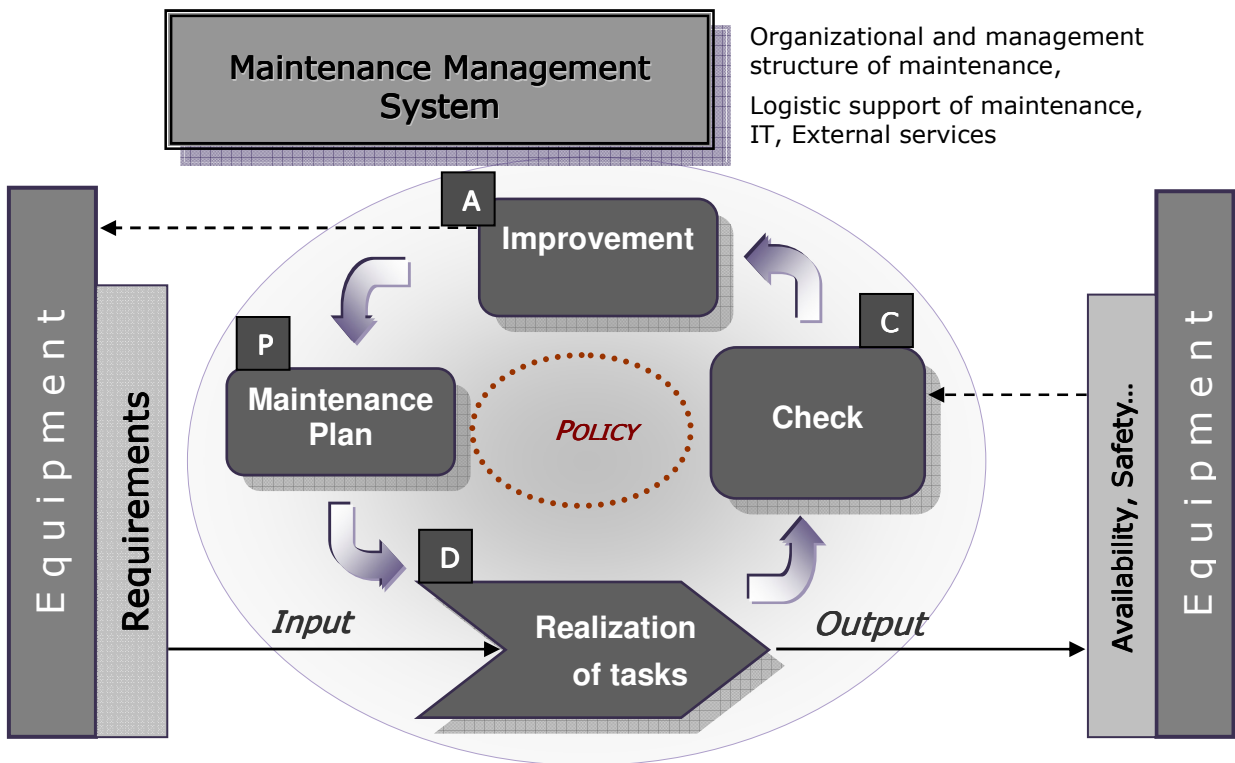 Maintenance Management
System
Organizational and management
structure of maintenance,
Logistic support of maintenance,
IT, External services
Equipment
Requirements
A
Improvement
P
Maintenance
Plan
POLICY
C
Check
D
Realization
of tasks
Input
Output
Availability, Safety...
Equipment